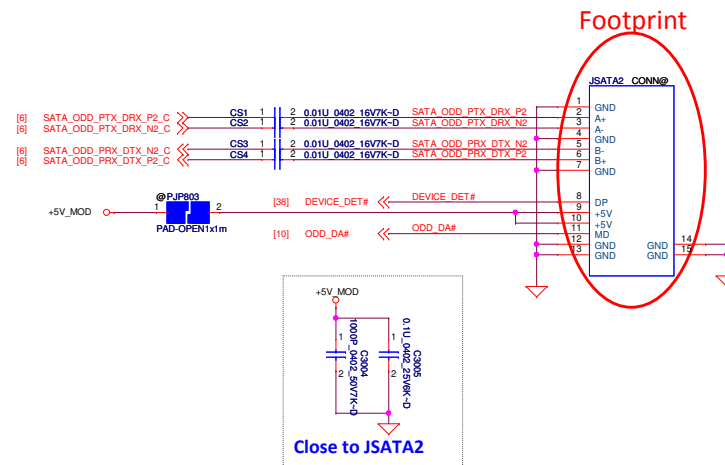 Footprint
JSATA2 CONN@
[6] SATA_ODD_PTX_DRX_P2_C CS1 1 2 0.01U_0402_16V7K~D SATA_ODD_PTX_DRX_P2
[6] SATA_ODD_PTX_DRX_N2_C CS2 1 2 0.01U_0402_16V7K~D SATA_ODD_PTX_DRX_N2
[6] SATA_ODD_PRX_DTX_N2_C CS3 1 2 0.01U_0402_16V7K~D SATA_ODD_PRX_DTX_N2
[6] SATA_ODD_PRX_DTX_P2_C CS4 1 2 0.01U_0402_16V7K~D SATA_ODD_PRX_DTX_P2
1 GND
2 A+
3 A-
4 GND
5 B-
6 B+
7 GND
@PJP803
+5V_MOD 1 2
PAD-OPEN1x1m
[38] DEVICE_DET# DEVICE_DET#
[10] ODD_DA# ODD_DA#
8 DP
9 +5V
10 +5V
11 MD
12 GND GND 14
13 GND GND 15
+5V_MOD
1 2 C3004
1000P_0402_50V7K~D
1 2 C3005
0.1U_0402_25V6K~D
Close to JSATA2